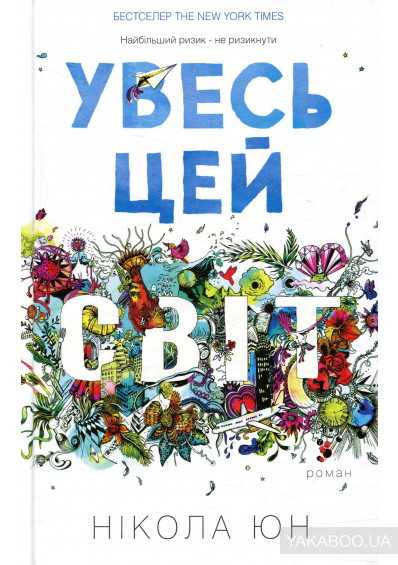 БЕСТСЕЛЕР THE NEW YORK TIMES
Найбільший ризик - не ризикнути
УВЕСЬ
ЦЕЙ
СВІТ
роман
НІКОЛА ЮН
YAKABOO.UA